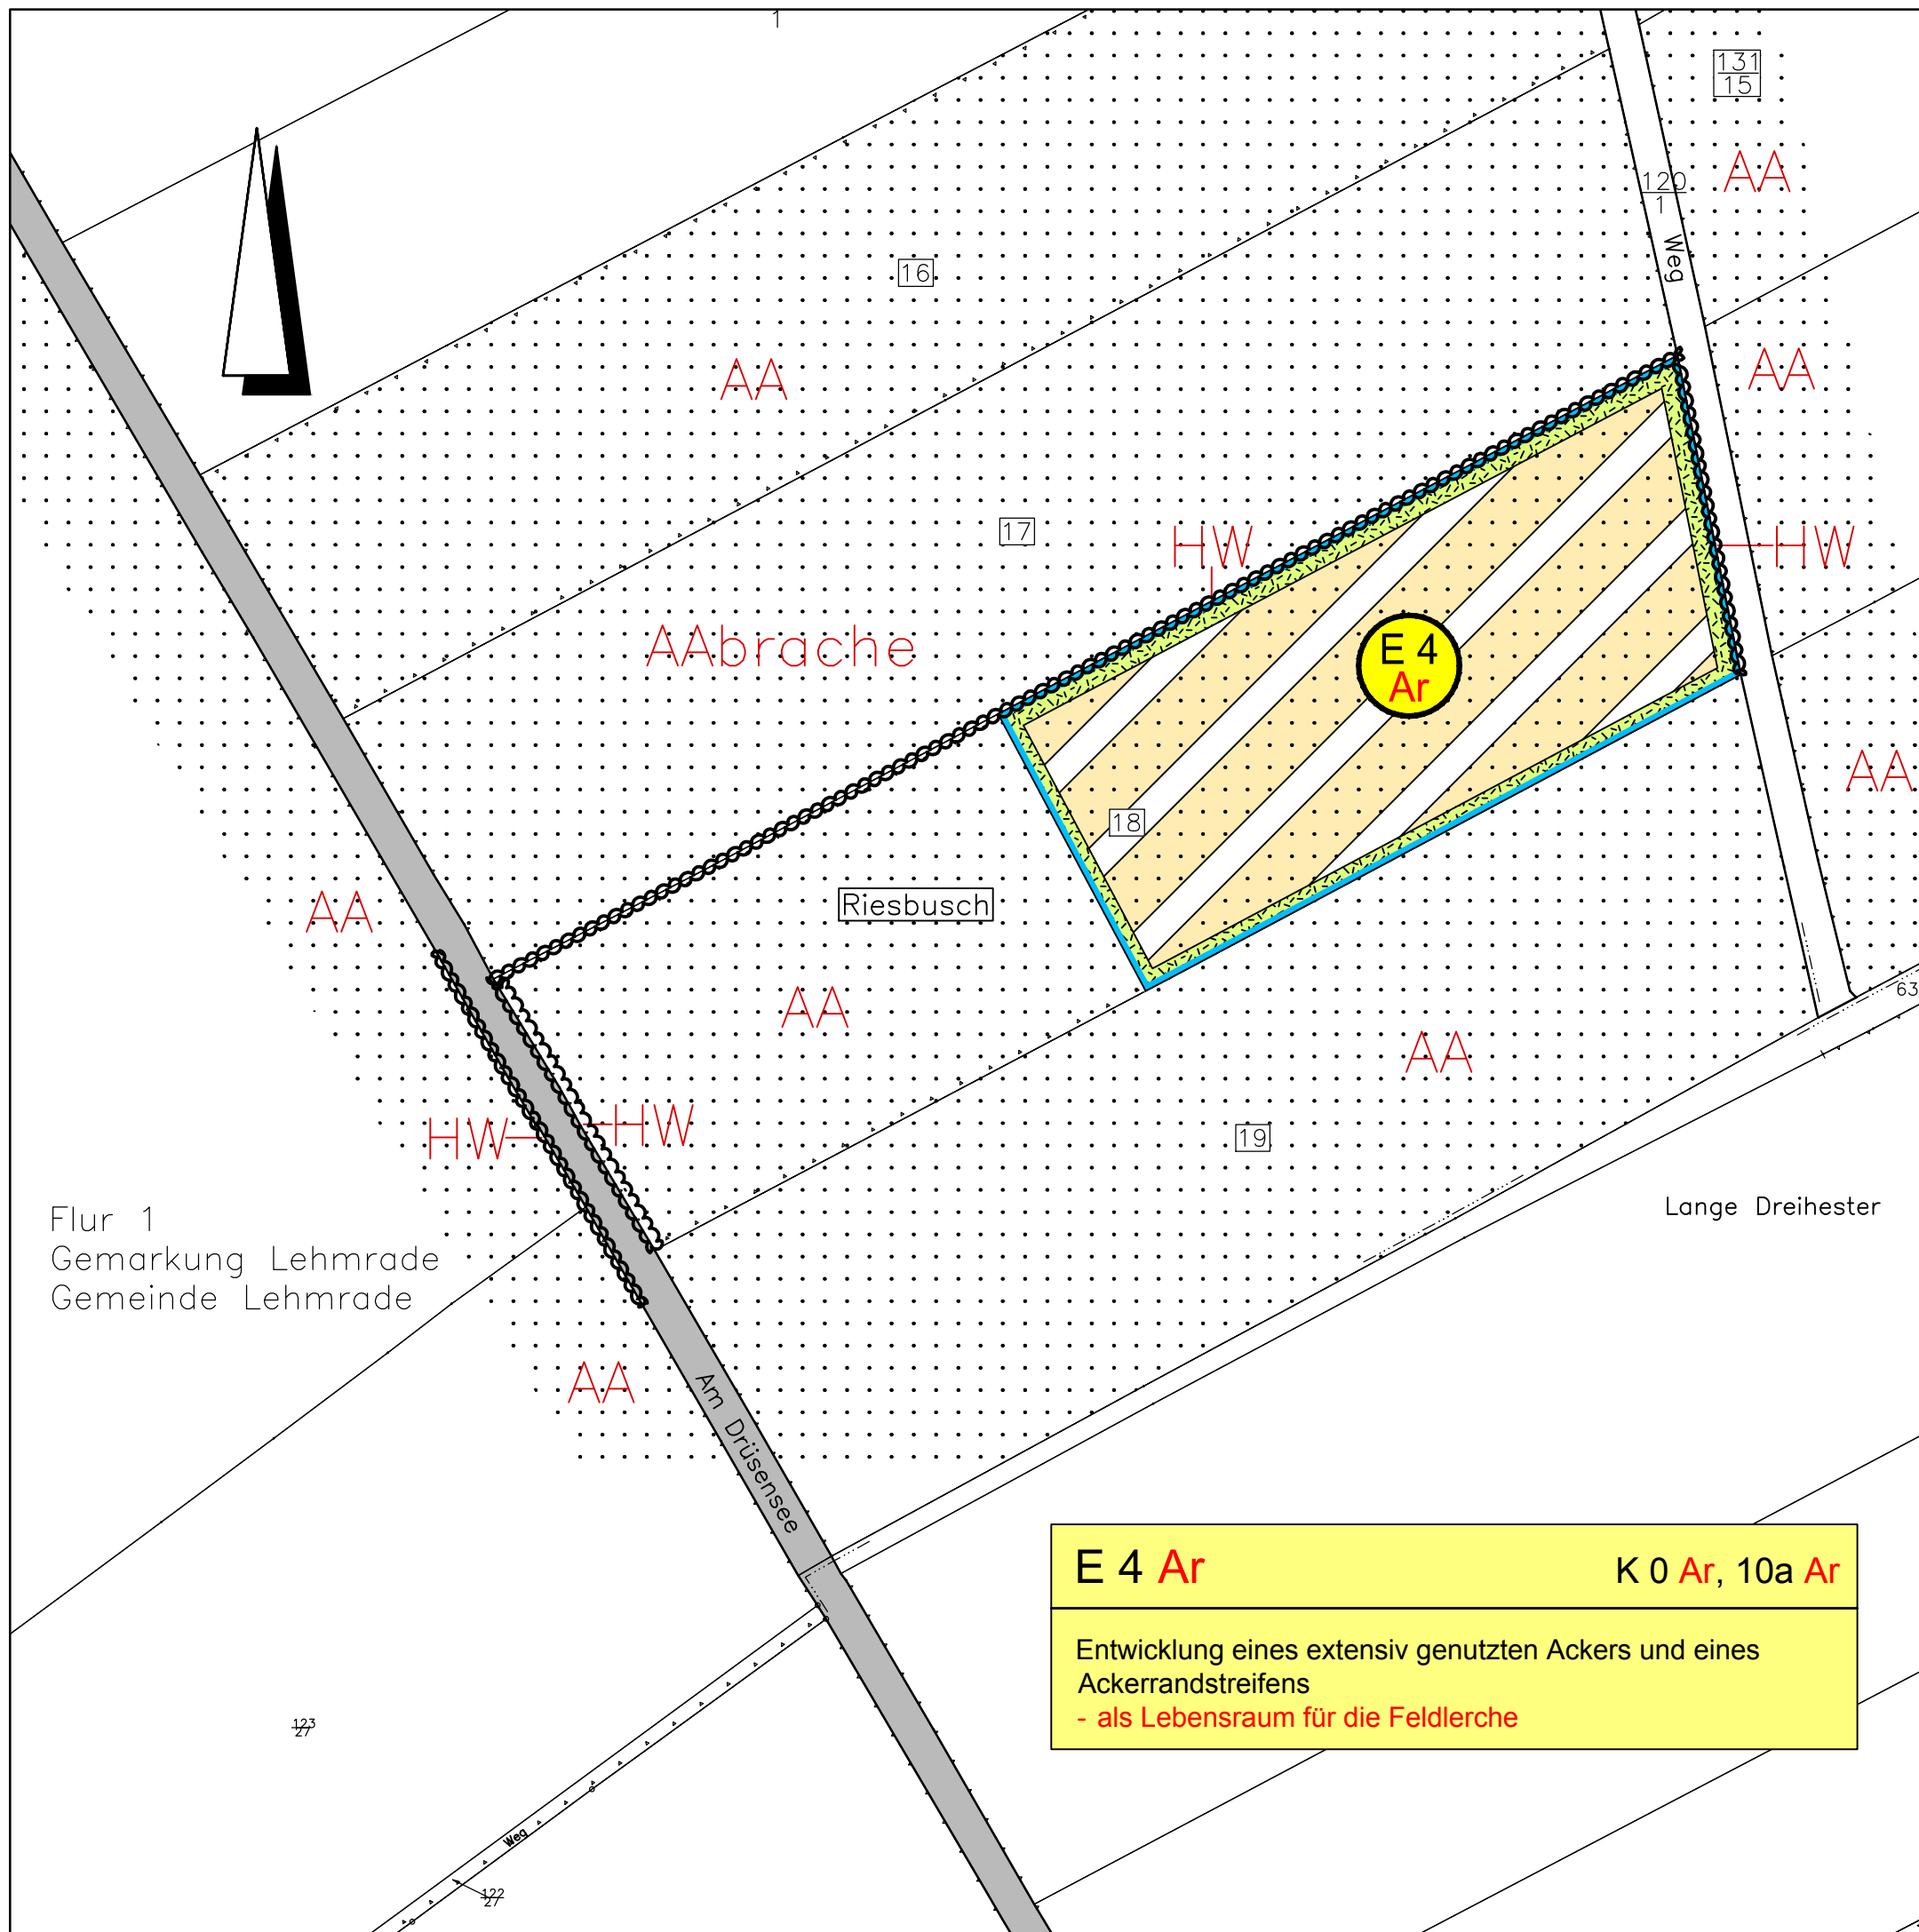 1
131
15
AA
120
1
Weg
16
AA
AA
17
HW
HW
AAbrache
E 4
Ar
AA
18
Riesbusch
AA
63
AA
AA
HW
HW
19
Lange Dreihester
Flur 1
Gemarkung Lehmrade
Gemeinde Lehmrade
AA
Am Drüsensee
E 4 Ar
K 0 Ar, 10a Ar
Entwicklung eines extensiv genutzten Ackers und eines
Ackerrandstreifens
- als Lebensraum für die Feldlerche
123
27
Weg
122
27